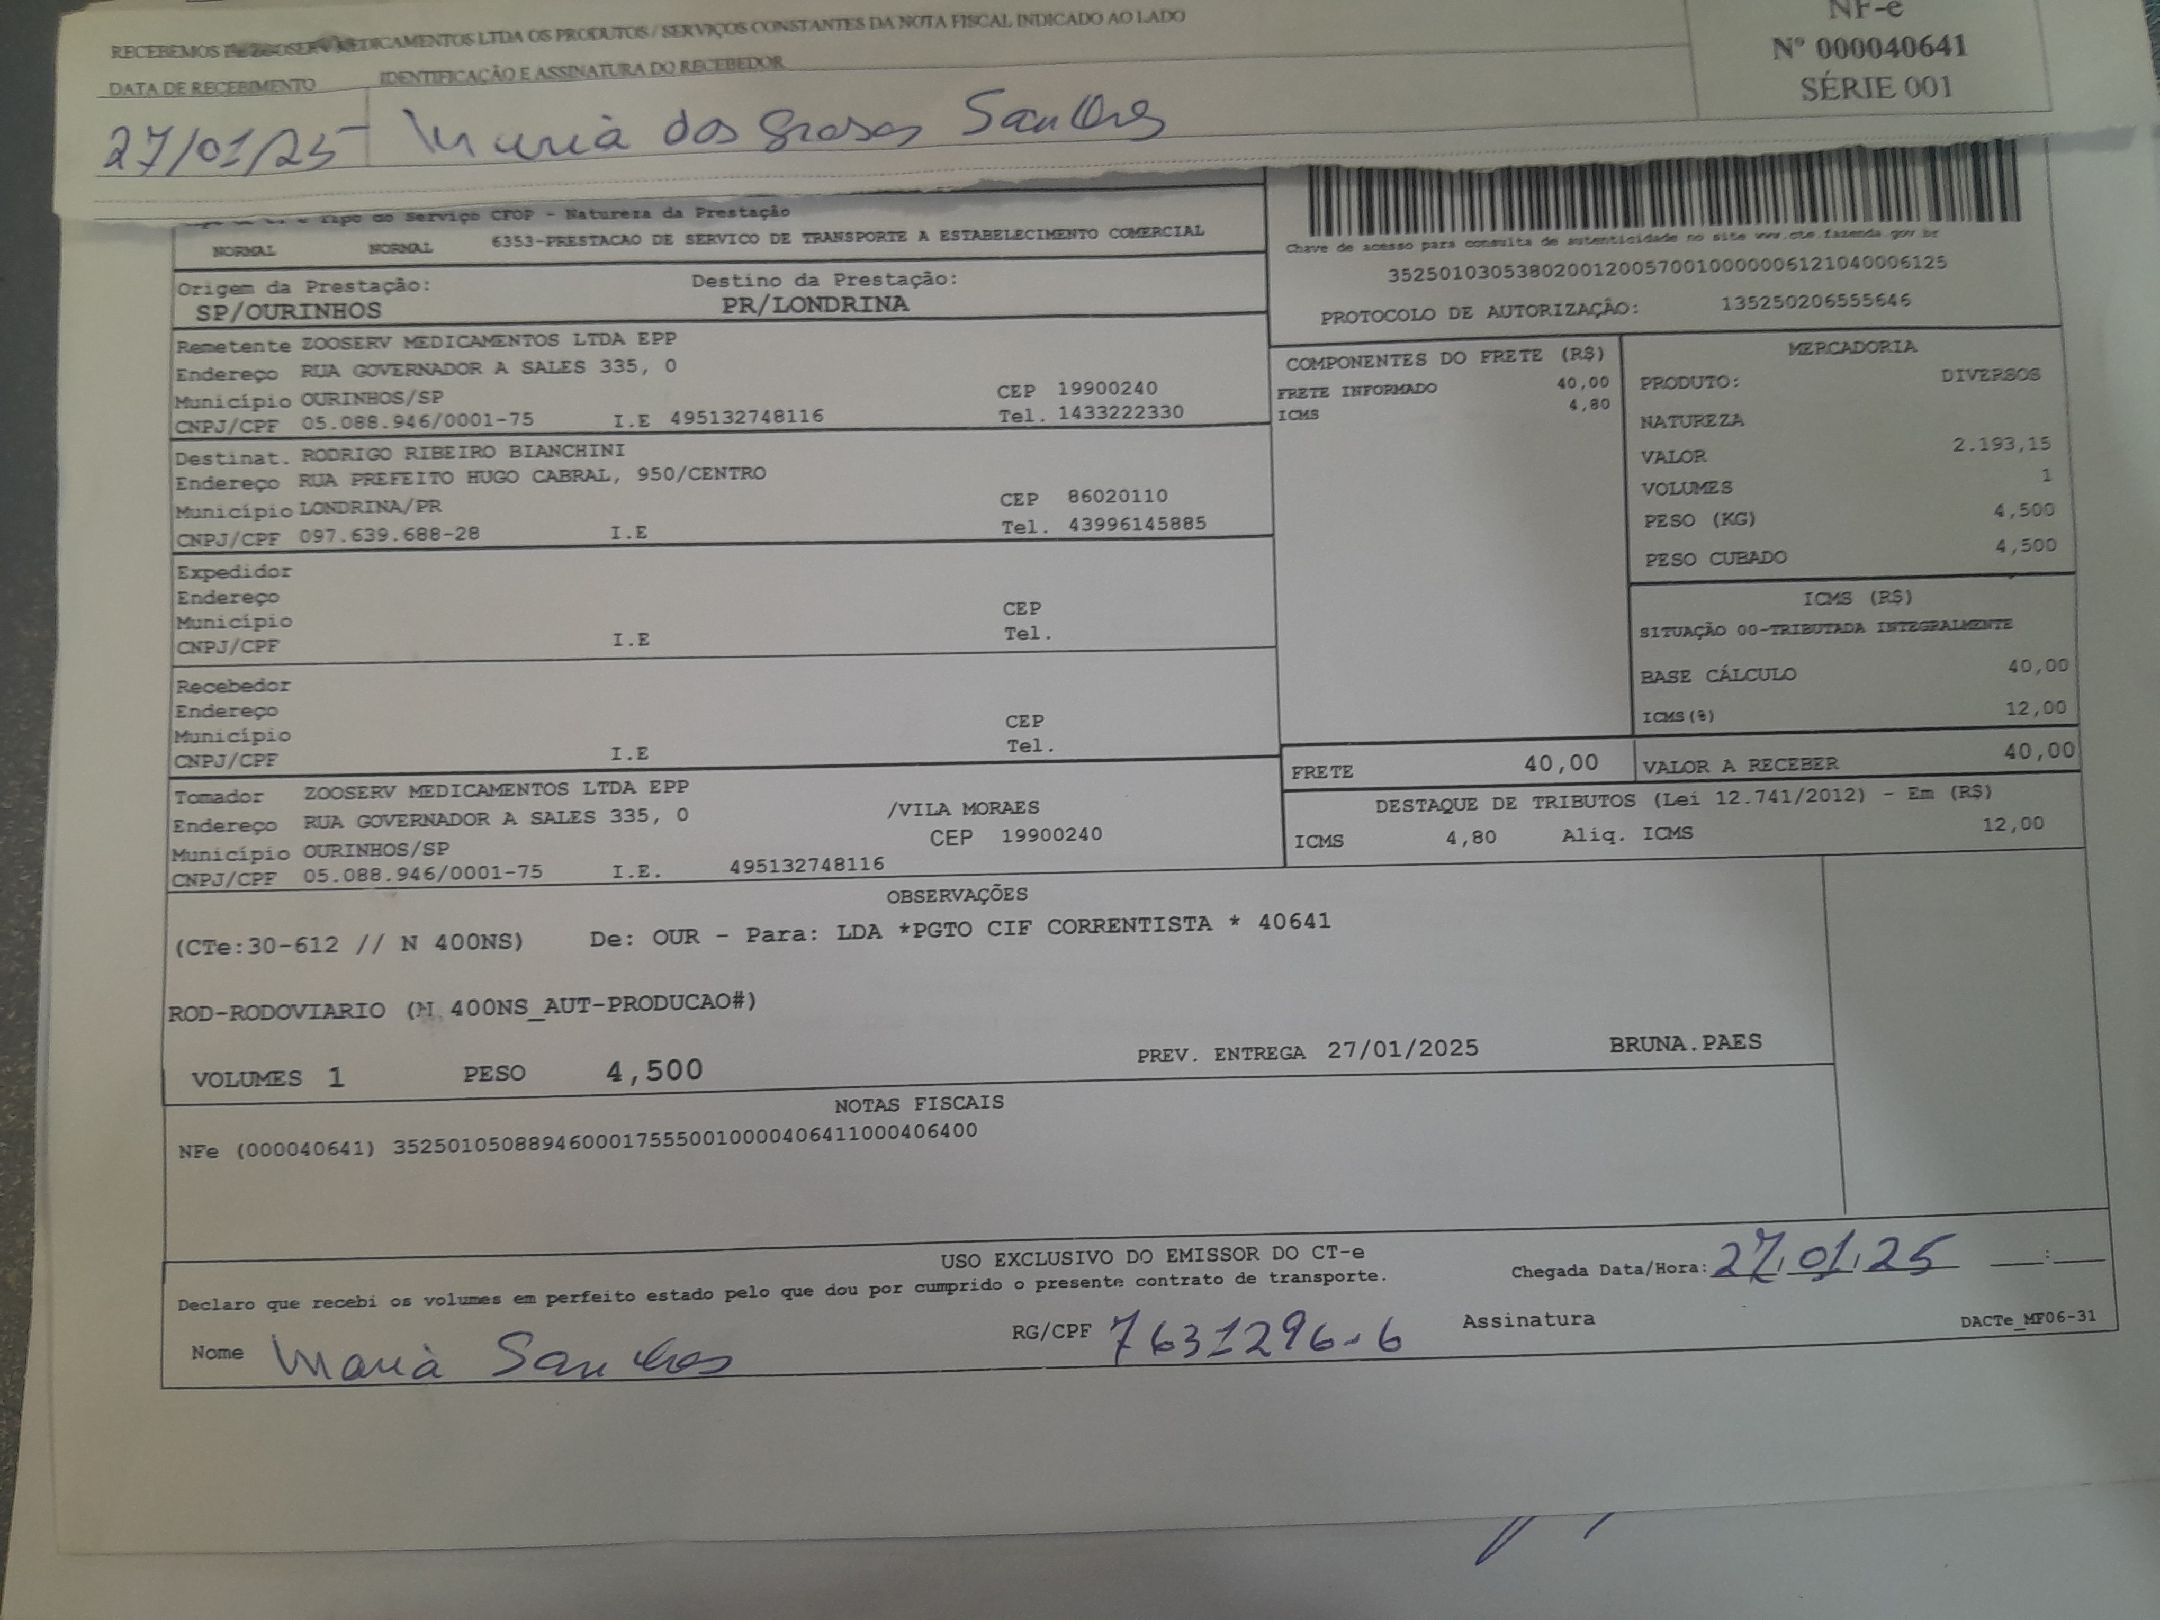 NF-e
RECEBEMOS DE ZOOSERV MEDICAMENTOS LTDA OS PRODUTOS / SERVIÇOS CONSTANTES DA NOTA FISCAL INDICADO AO LADO
Nº 000040641
SÉRIE 001
DATA DE RECEBIMENTO IDENTIFICAÇÃO E ASSINATURA DO RECEBEDOR
27/01/25 Maria das Santos
Tipo do Serviço CFOP - Natureza da Prestação
NORMAL NORMAL 6353-PRESTACAO DE SERVICO DE TRANSPORTE A ESTABELECIMENTO COMERCIAL
Chave de acesso para consulta de autenticidade no site www.cte.fazenda.gov.br
35250103053802001200570010000006121040006125
PROTOCOLO DE AUTORIZAÇÃO: 135250206555646
Origem da Prestação: Destino da Prestação:
SP/OURINHOS PR/LONDRINA
Remetente ZOOSERV MEDICAMENTOS LTDA EPP
Endereço RUA GOVERNADOR A SALES 335, 0
Município OURINHOS/SP CEP 19900240
CNPJ/CPF 05.088.946/0001-75 I.E 495132748116 Tel. 1433222330
Destinat. RODRIGO RIBEIRO BIANCHINI
Endereço RUA PREFEITO HUGO CABRAL, 950/CENTRO
Município LONDRINA/PR CEP 86020110
CNPJ/CPF 097.639.688-28 I.E Tel. 43996145885
Expedidor
Endereço
Município CEP
CNPJ/CPF I.E Tel.
Recebedor
Endereço
Município CEP
CNPJ/CPF I.E Tel.
Tomador ZOOSERV MEDICAMENTOS LTDA EPP
Endereço RUA GOVERNADOR A SALES 335, 0 /VILA MORAES
Município OURINHOS/SP CEP 19900240
CNPJ/CPF 05.088.946/0001-75 I.E. 495132748116
COMPONENTES DO FRETE (R$)
FRETE INFORMADO 40,00
ICMS 4,80
MERCADORIA
PRODUTO: DIVERSOS
NATUREZA
VALOR 2.193,15
VOLUMES 1
PESO (KG) 4,500
PESO CUBADO 4,500
ICMS (R$)
SITUAÇÃO 00-TRIBUTADA INTEGRALMENTE
BASE CÁLCULO 40,00
ICMS(%) 12,00
FRETE 40,00 VALOR A RECEBER 40,00
DESTAQUE DE TRIBUTOS (Lei 12.741/2012) - Em (R$)
ICMS 4,80 Alíq. ICMS 12,00
OBSERVAÇÕES
(CTe:30-612 // N 400NS) De: OUR - Para: LDA *PGTO CIF CORRENTISTA * 40641
ROD-RODOVIARIO (N 400NS_AUT-PRODUCAO#)
VOLUMES 1 PESO 4,500 PREV. ENTREGA 27/01/2025 BRUNA.PAES
NOTAS FISCAIS
NFe (000040641) 35250105088946000175550010000406411000406400
USO EXCLUSIVO DO EMISSOR DO CT-e
Declaro que recebi os volumes em perfeito estado pelo que dou por cumprido o presente contrato de transporte.
Chegada Data/Hora: 27.01.25 :
Nome Maria Santos RG/CPF 7631296-6 Assinatura
DACTe_MF06-31